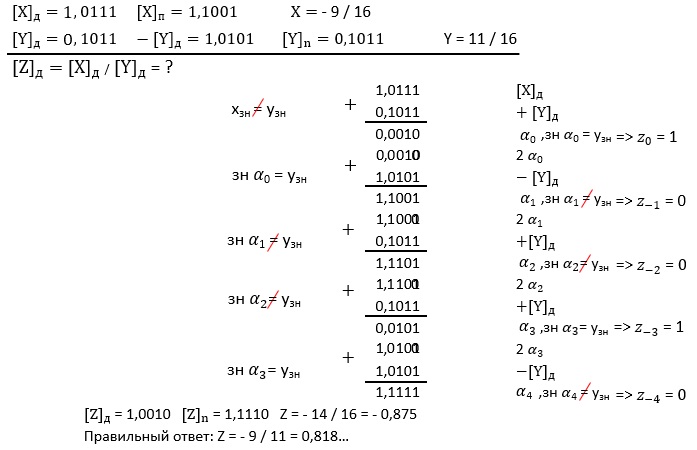 [X]д = 1, 0111 [X]п = 1,1001 X = - 9 / 16
[Y]д = 0, 1011 − [Y]д = 1,0101 [Y]n = 0,1011 Y = 11 / 16
[Z]д = [X]д / [Y]д = ?
1,0111 [X]д
xзн ≠ yзн + 0,1011 + [Y]д
0,0010 α0 ,зн α0 = yзн => z0 = 1
0,0010 2 α0
зн α0 = yзн + 1,0101 − [Y]д
1,1001 α1 ,зн α1 ≠ yзн => z−1 = 0
1,1000 2 α1
зн α1 ≠ yзн + 0,1011 +[Y]д
1,1101 α2 ,зн α2 ≠ yзн => z−2 = 0
1,1100 2 α2
зн α2 ≠ yзн + 0,1011 +[Y]д
0,0101 α3 ,зн α3= yзн => z−3 = 1
1,0100 2 α3
зн α3= yзн + 1,0101 −[Y]д
1,1111 α4 ,зн α4 ≠ yзн => z−4 = 0
[Z]д = 1,0010 [Z]n = 1,1110 Z = - 14 / 16 = - 0,875
Правильный ответ: Z = - 9 / 11 = 0,818...